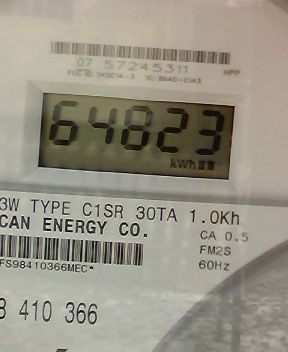 07 57245311
64823
kWh
3W TYPE C1SR 30TA 1.0Kh
CAN ENERGY CO.
CA 0.5
FM2S
FS98410366MEC*
60Hz
8 410 366